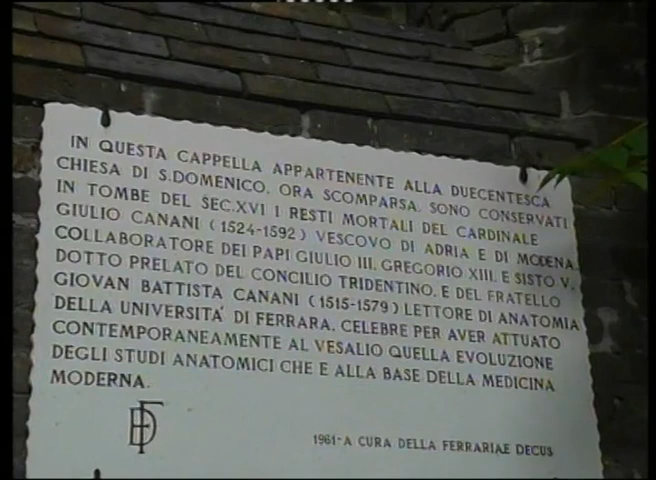 IN QUESTA CAPPELLA APPARTENENTE ALLA DUECENTESCA
CHIESA DI S.DOMENICO, ORA SCOMPARSA, SONO CONSERVATI
IN TOMBE DEL SEC.XVI I RESTI MORTALI DEL CARDINALE
GIULIO CANANI (1524-1592) VESCOVO DI ADRIA E DI MODENA,
COLLABORATORE DEI PAPI GIULIO III, GREGORIO XIII, E SISTO V,
DOTTO PRELATO DEL CONCILIO TRIDENTINO, E DEL FRATELLO
GIOVAN BATTISTA CANANI (1515-1579) LETTORE DI ANATOMIA
DELLA UNIVERSITA' DI FERRARA, CELEBRE PER AVER ATTUATO
CONTEMPORANEAMENTE AL VESALIO QUELLA EVOLUZIONE
DEGLI STUDI ANATOMICI CHE E ALLA BASE DELLA MEDICINA
MODERNA.
1961-A CURA DELLA FERRARIAE DECUS